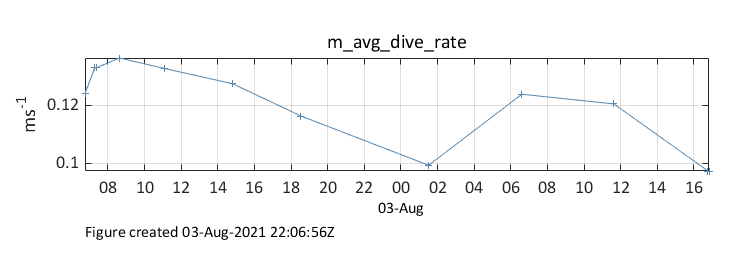 m_avg_dive_rate
ms-1
0.12
0.1
08 10 12 14 16 18 20 22 00 02 04 06 08 10 12 14 16
03-Aug
Figure created 03-Aug-2021 22:06:56Z